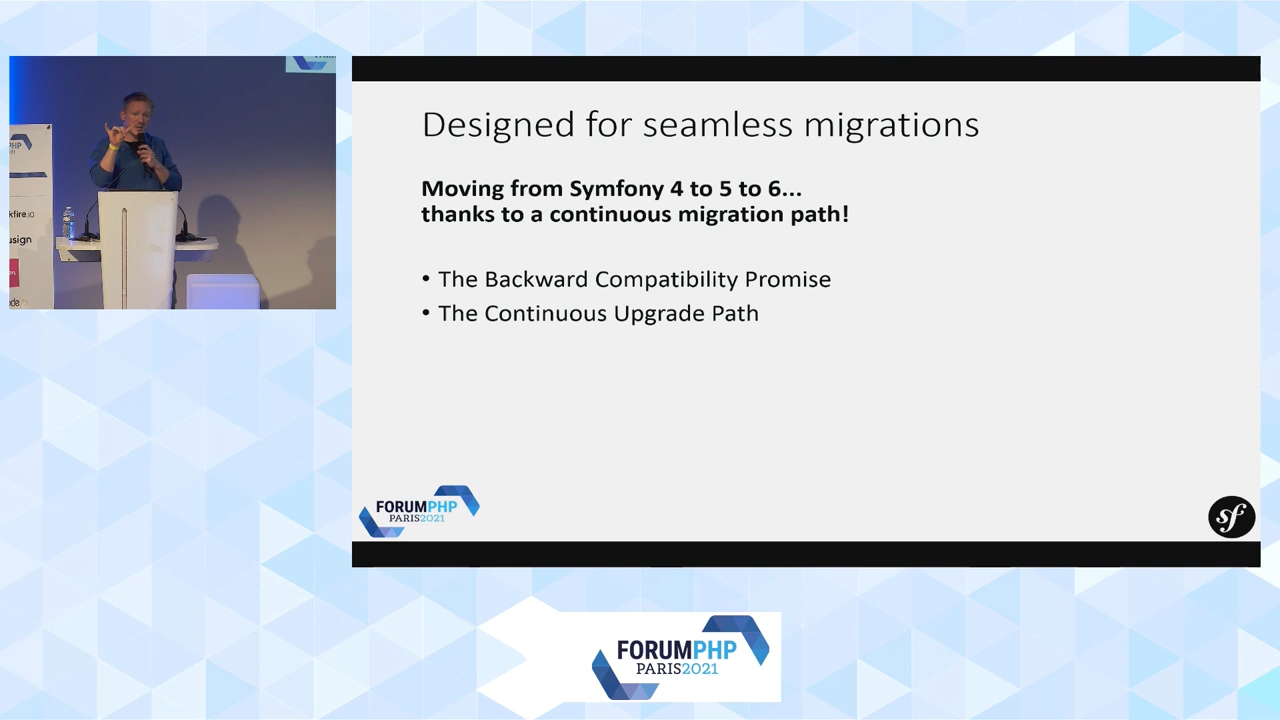 Designed for seamless migrations
Moving from Symfony 4 to 5 to 6...
thanks to a continuous migration path!
• The Backward Compatibility Promise
• The Continuous Upgrade Path
FORUMPHP
PARIS2021
sf
FORUMPHP
PARIS2021